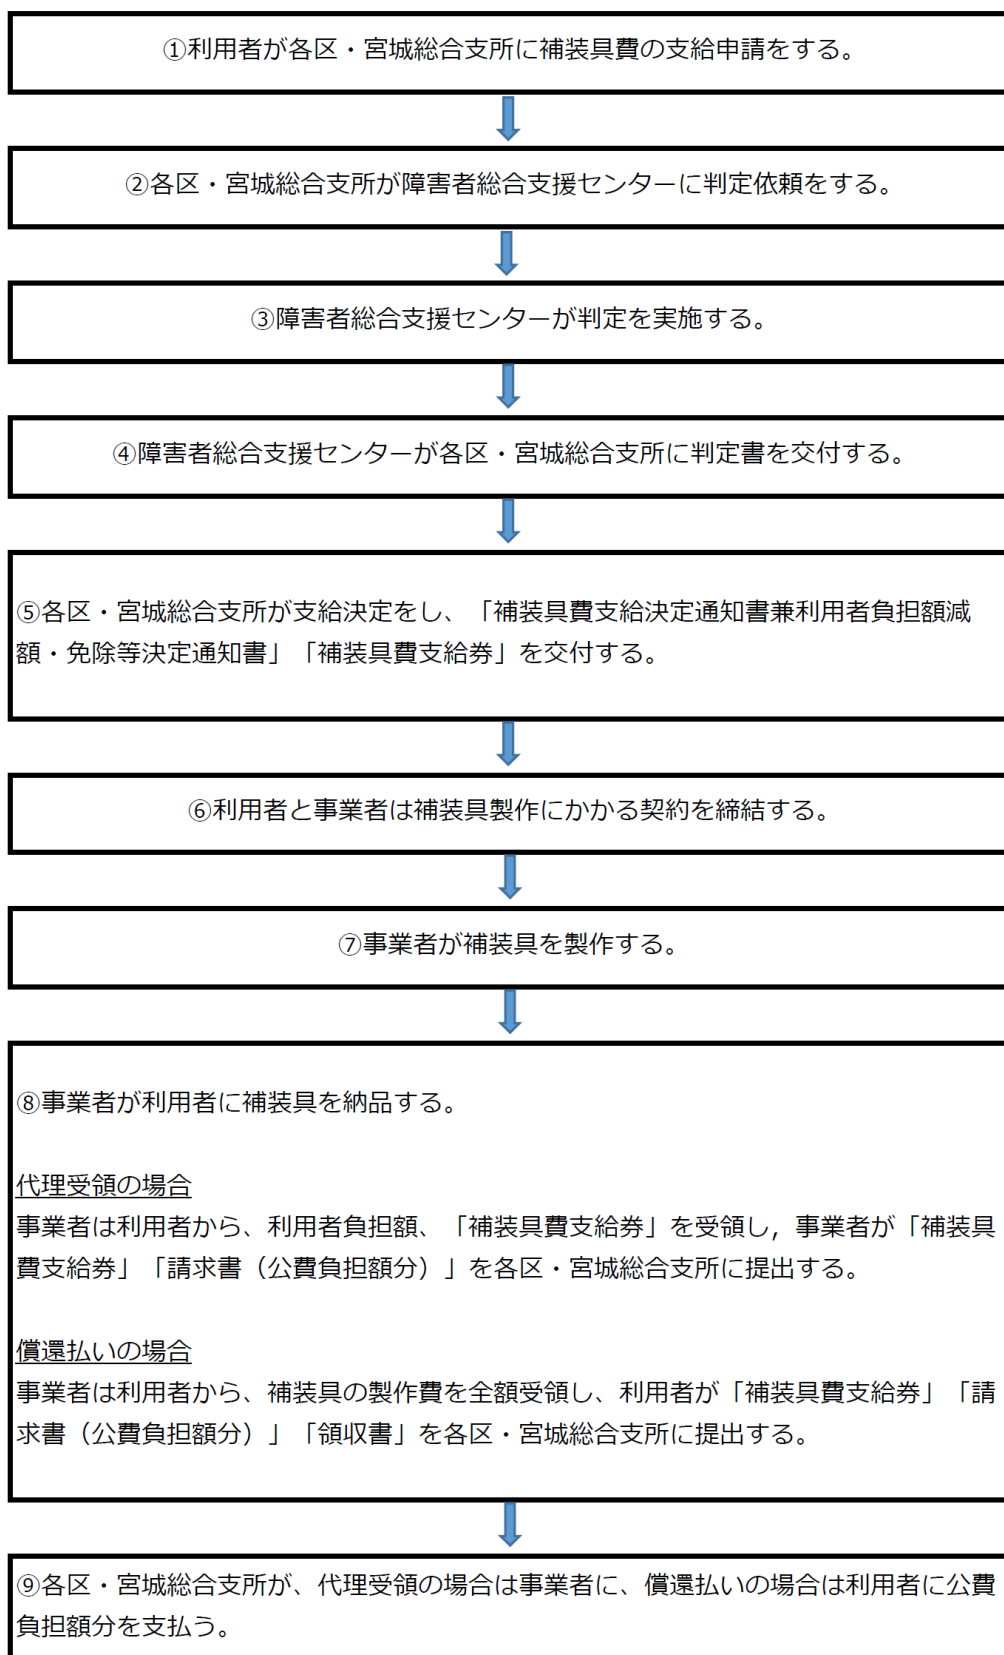 ①利用者が各区・宮城総合支所に補装具費の支給申請をする。
②各区・宮城総合支所が障害者総合支援センターに判定依頼をする。
③障害者総合支援センターが判定を実施する。
④障害者総合支援センターが各区・宮城総合支所に判定書を交付する。
⑤各区・宮城総合支所が支給決定をし、「補装具費支給決定通知書兼利用者負担額減
額・免除等決定通知書」「補装具費支給券」を交付する。
⑥利用者と事業者は補装具製作にかかる契約を締結する。
⑦事業者が補装具を製作する。
⑧事業者が利用者に補装具を納品する。
代理受領の場合
事業者は利用者から、利用者負担額、「補装具費支給券」を受領し，事業者が「補装具
費支給券」「請求書（公費負担額分）」を各区・宮城総合支所に提出する。
償還払いの場合
事業者は利用者から、補装具の製作費を全額受領し、利用者が「補装具費支給券」「請
求書（公費負担額分）」「領収書」を各区・宮城総合支所に提出する。
⑨各区・宮城総合支所が、代理受領の場合は事業者に、償還払いの場合は利用者に公費
負担額分を支払う。